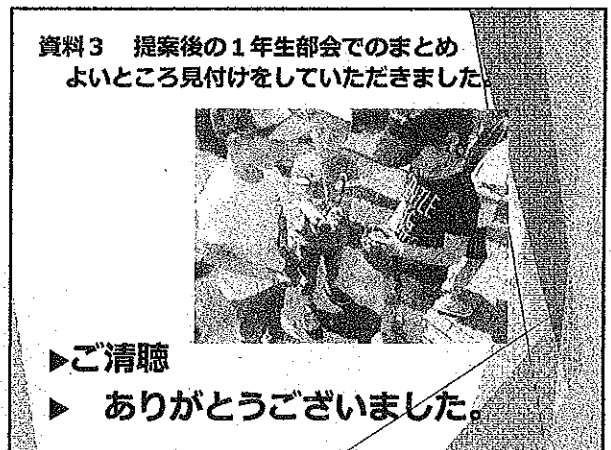 資料3　提案後の1年生部会でのまとめ
よいところ見付けをしていただきました。
▶ご清聴
▶　ありがとうございました。